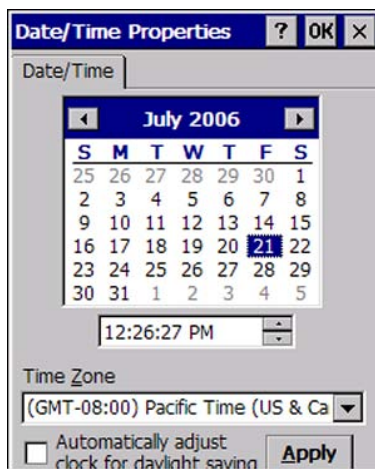 Date/Time Properties ? OK ×
Date/Time
July 2006
S M T W T F S
25 26 27 28 29 30 1
2 3 4 5 6 7 8
9 10 11 12 13 14 15
16 17 18 19 20 21 22
23 24 25 26 27 28 29
30 31 1 2 3 4 5
12:26:27 PM
Time Zone
(GMT-08:00) Pacific Time (US & Ca
Automatically adjust
clock for daylight saving
Apply